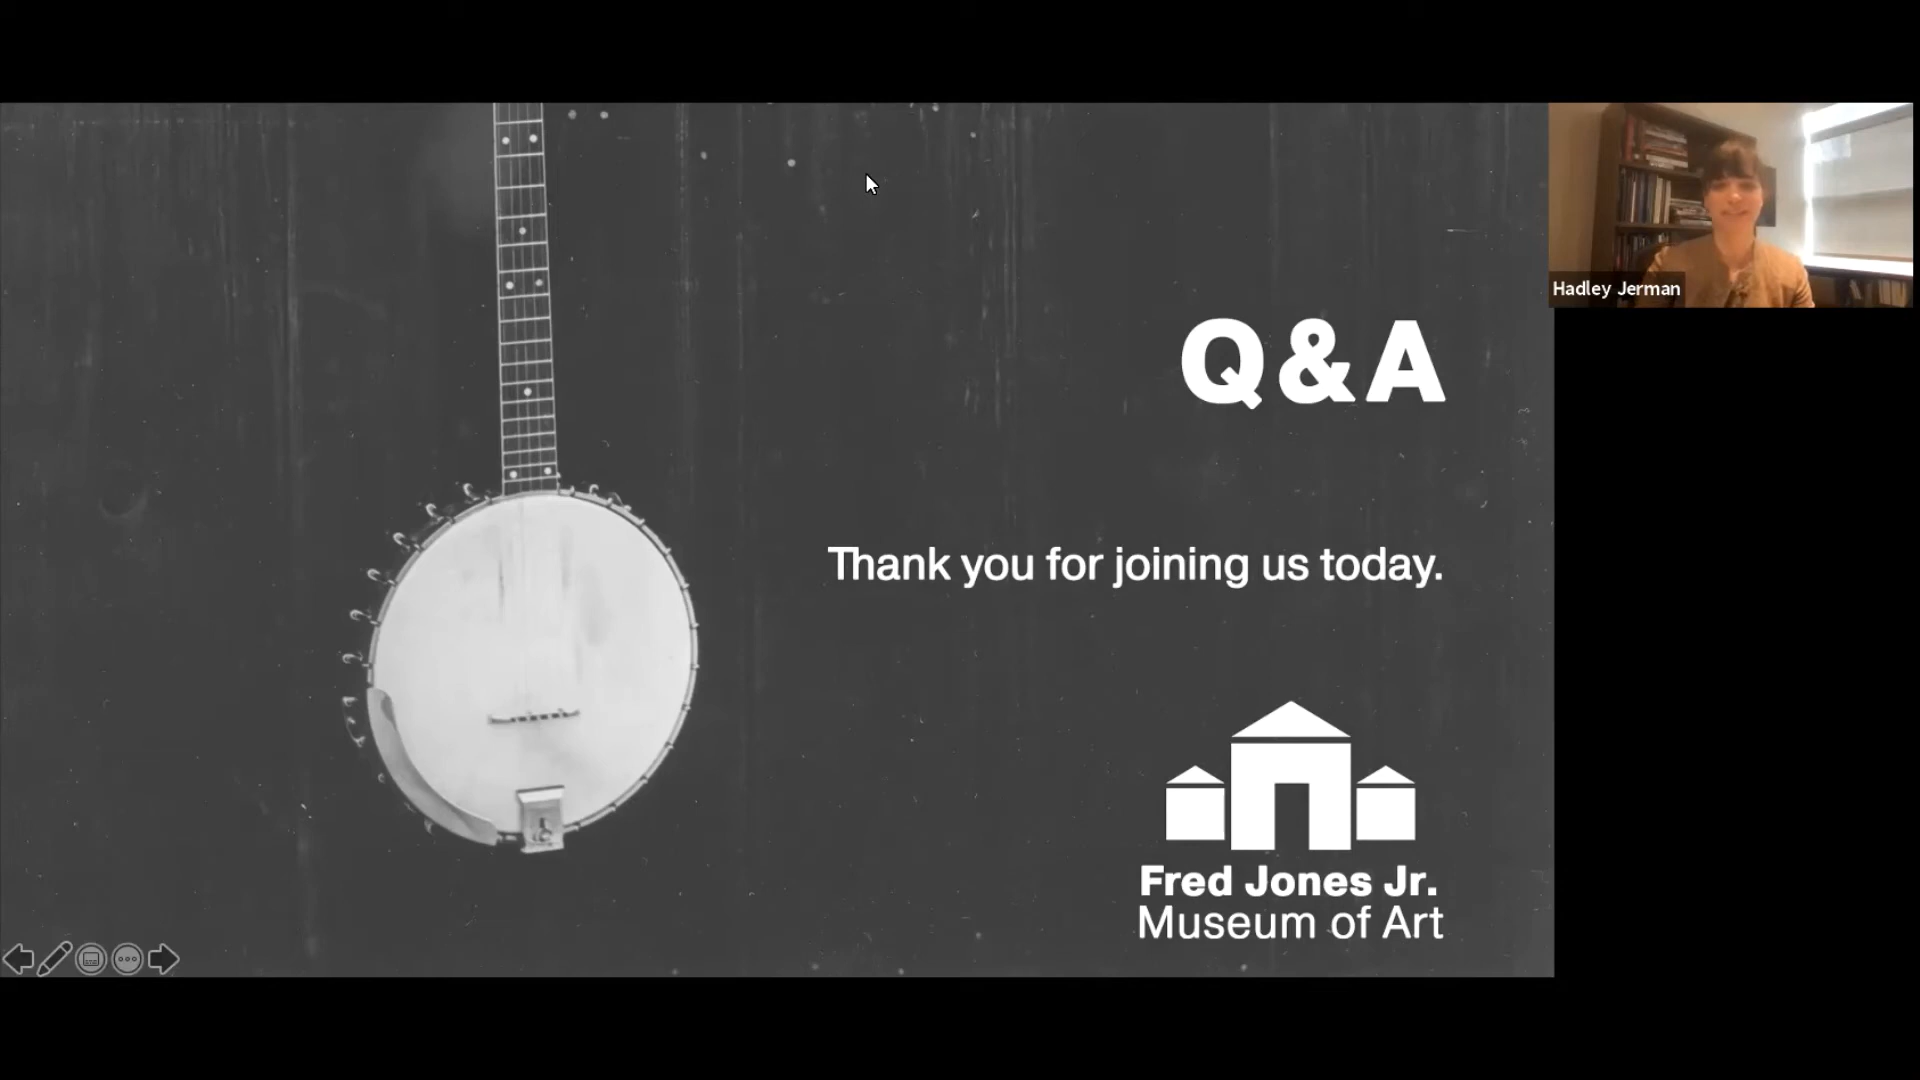 Hadley Jerman
Q & A
Thank you for joining us today.
Fred Jones Jr.
Museum of Art